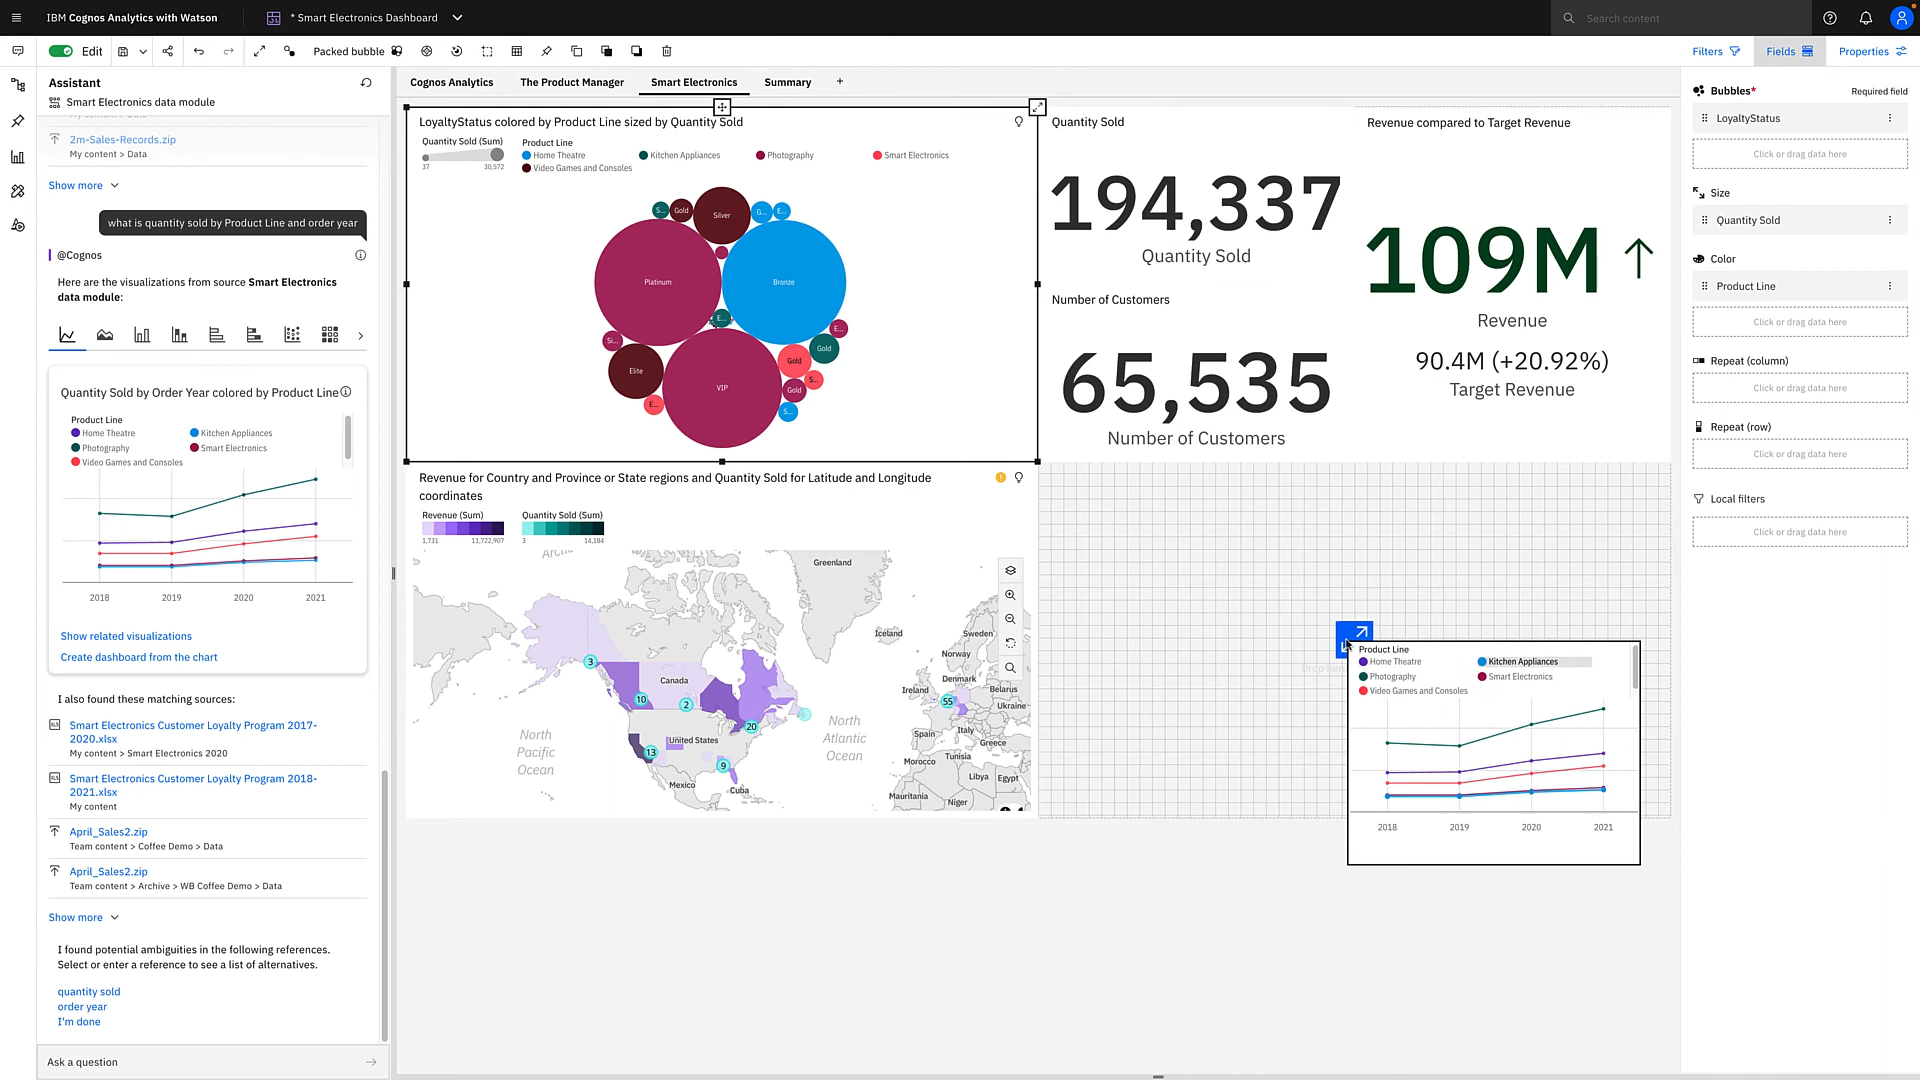 IBM Cognos Analytics with Watson
* Smart Electronics Dashboard
Search content
Edit
Packed bubble
Filters
Fields
Properties
Assistant
Smart Electronics data module
2m-Sales-Records.zip
My content > Data
Show more
what is quantity sold by Product Line and order year
@Cognos
Here are the visualizations from source Smart Electronics
data module:
Quantity Sold by Order Year colored by Product Line
Product Line
Home Theatre
Kitchen Appliances
Photography
Smart Electronics
Video Games and Consoles
2018
2019
2020
2021
Show related visualizations
Create dashboard from the chart
I also found these matching sources:
Smart Electronics Customer Loyalty Program 2017-
2020.xlsx
My content > Smart Electronics 2020
Smart Electronics Customer Loyalty Program 2018-
2021.xlsx
My content
April_Sales2.zip
Team content > Coffee Demo > Data
April_Sales2.zip
Team content > Archive > WB Coffee Demo > Data
Show more
I found potential ambiguities in the following references.
Select or enter a reference to see a list of alternatives.
quantity sold
order year
I'm done
Ask a question
Cognos Analytics
The Product Manager
Smart Electronics
Summary
+
LoyaltyStatus colored by Product Line sized by Quantity Sold
Quantity Sold (Sum)
37
30,572
Product Line
Home Theatre
Kitchen Appliances
Photography
Smart Electronics
Video Games and Consoles
S...
Gold
Silver
G...
E...
Platinum
Bronze
E...
E...
Si...
Gold
Elite
Gold
VIP
S...
Gold
E...
S...
Quantity Sold
194,337
Quantity Sold
Number of Customers
65,535
Number of Customers
Revenue compared to Target Revenue
109M
Revenue
90.4M (+20.92%)
Target Revenue
Revenue for Country and Province or State regions and Quantity Sold for Latitude and Longitude
coordinates
Revenue (Sum)
1,731
11,722,907
Quantity Sold (Sum)
3
14,184
Arctic
Greenland
Iceland
Sweden
Norway
Denmark
Ireland
Belarus
Ukraine
55
3
Canada
10
2
20
North
Atlantic
Ocean
North
Pacific
Ocean
United States
13
9
Spain
Italy
Greece
Morocco
Tunisia
Mexico
Cuba
Libya
Egypt
Mauritania
Niger
Drop here
Product Line
Home Theatre
Kitchen Appliances
Photography
Smart Electronics
Video Games and Consoles
2018
2019
2020
2021
Bubbles*
Required field
LoyaltyStatus
Click or drag data here
Size
Quantity Sold
Color
Product Line
Click or drag data here
Repeat (column)
Click or drag data here
Repeat (row)
Click or drag data here
Local filters
Click or drag data here